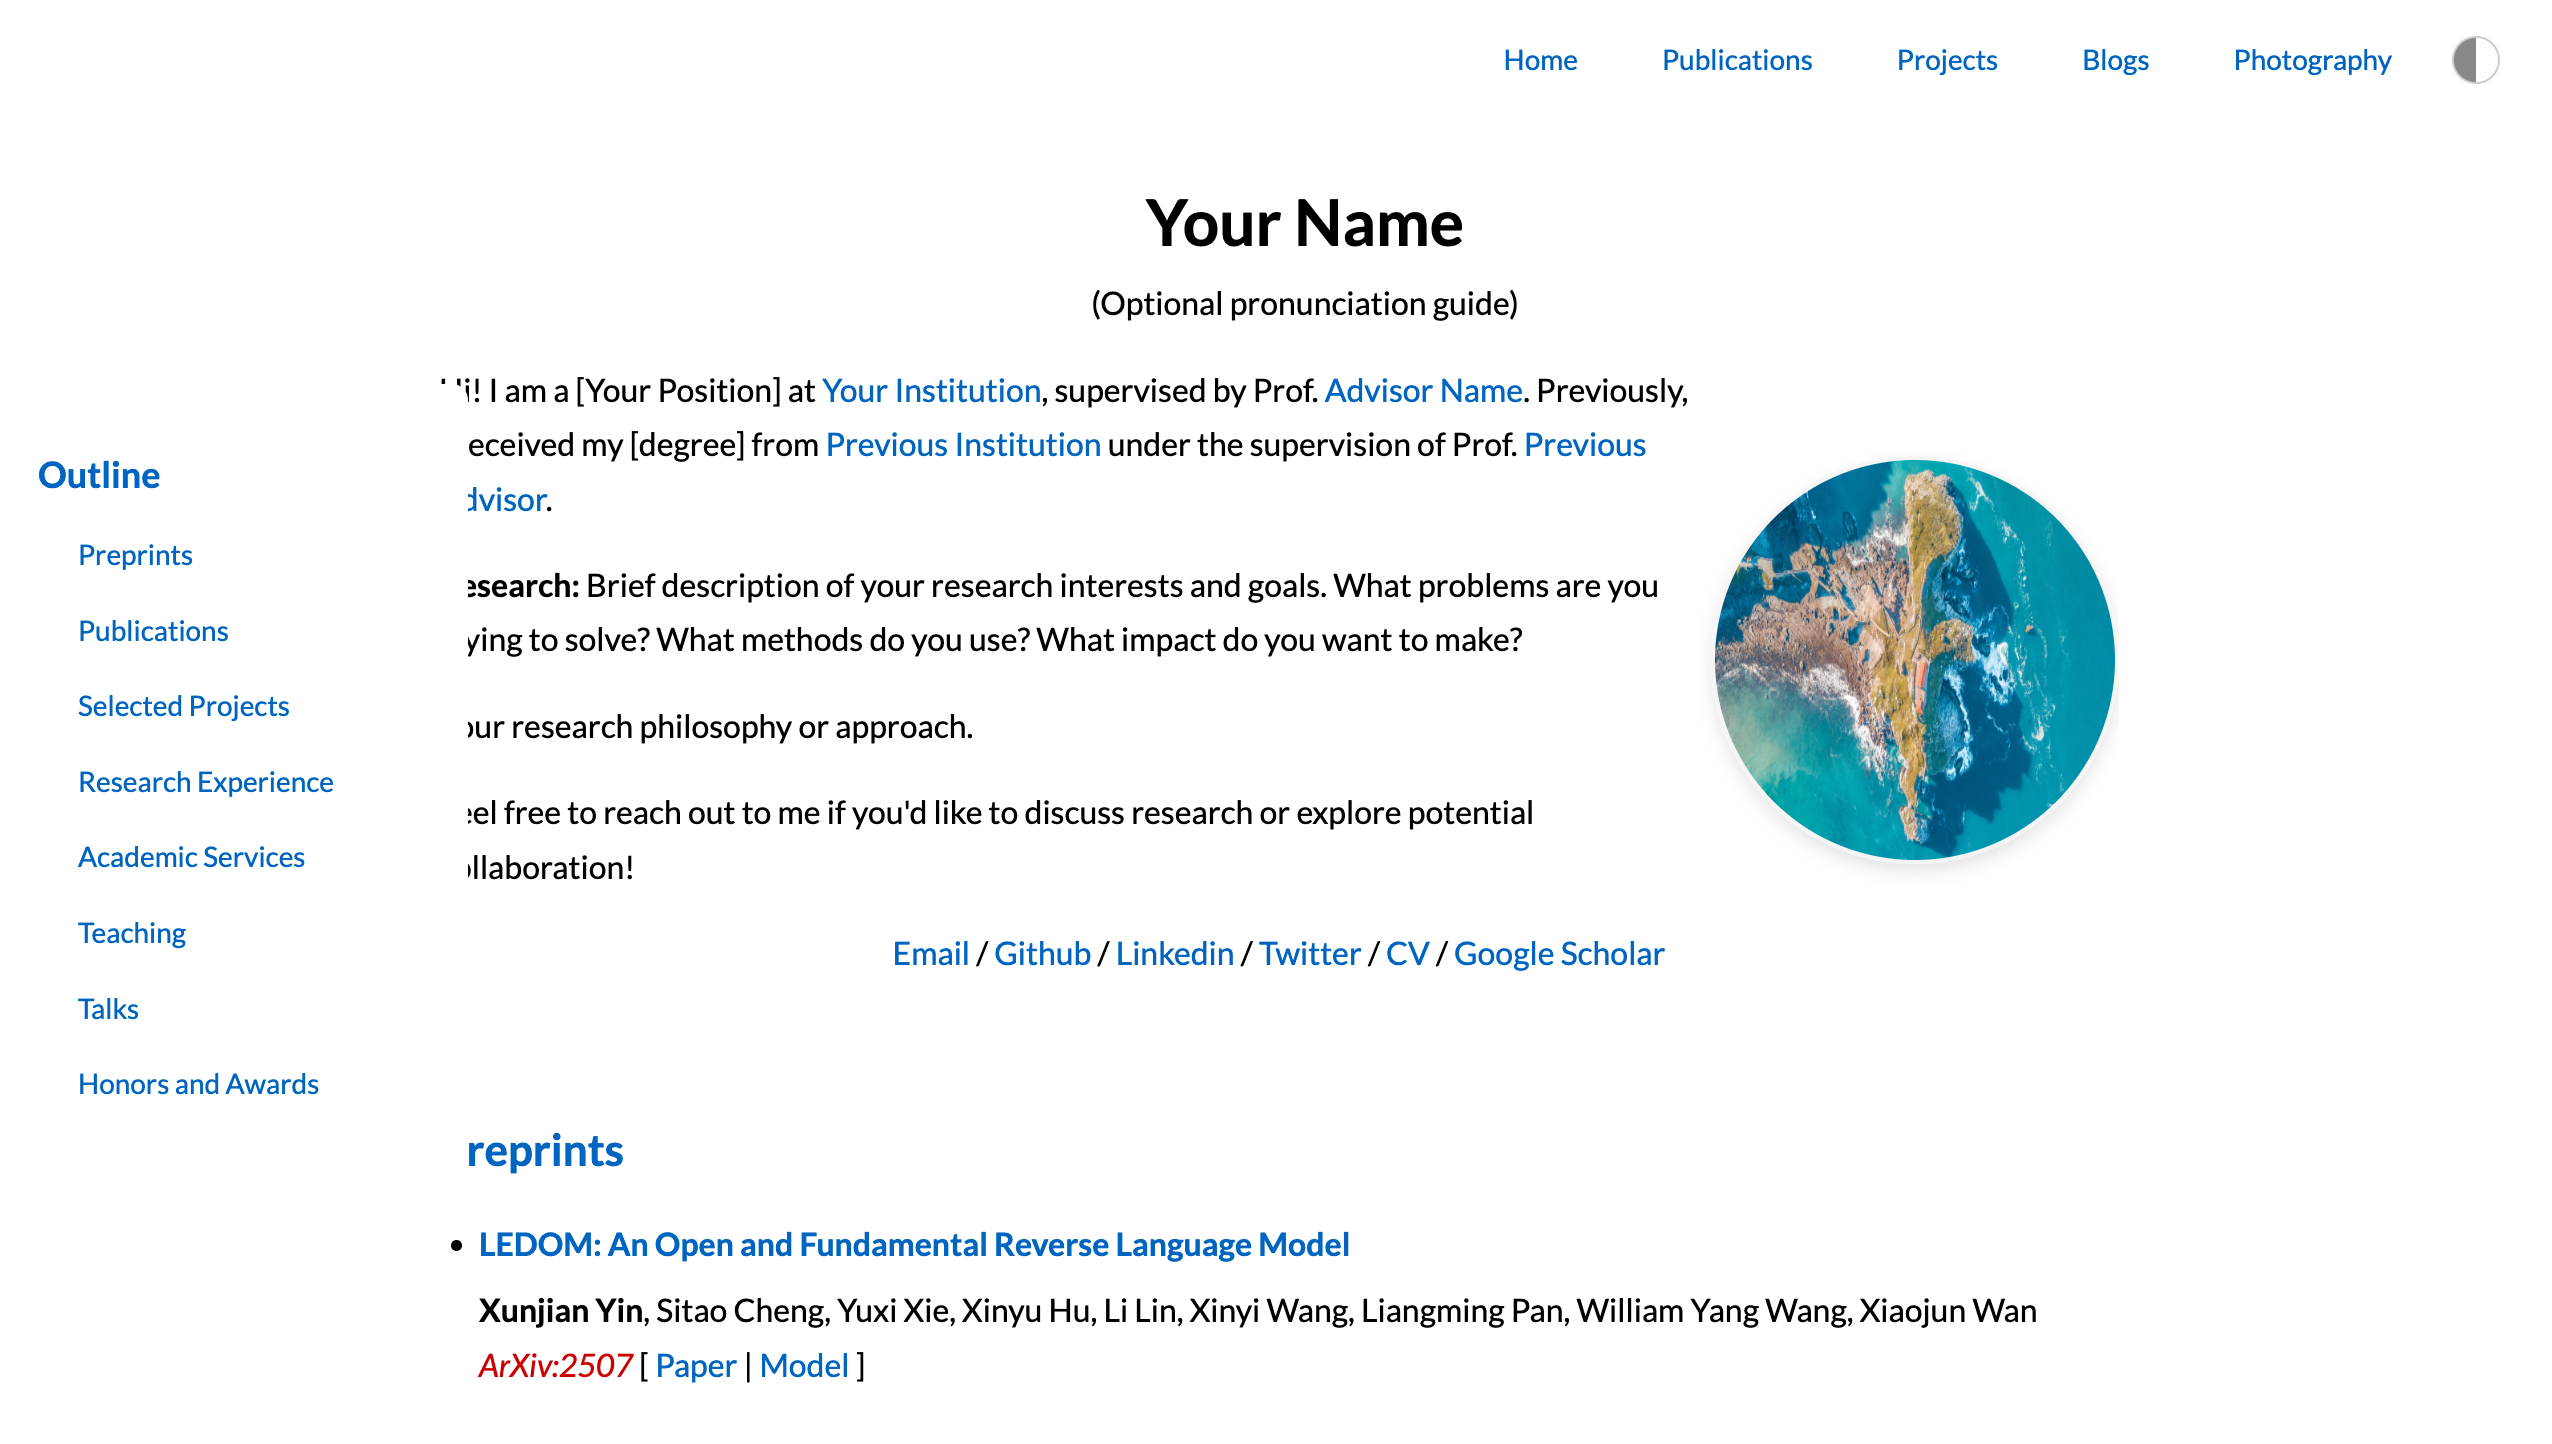 Home Publications Projects Blogs Photography
Your Name
(Optional pronunciation guide)
i! I am a [Your Position] at Your Institution, supervised by Prof. Advisor Name. Previously,
eceived my [degree] from Previous Institution under the supervision of Prof. Previous
dvisor.
esearch: Brief description of your research interests and goals. What problems are you
ying to solve? What methods do you use? What impact do you want to make?
our research philosophy or approach.
eel free to reach out to me if you'd like to discuss research or explore potential
ollaboration!
Email / Github / Linkedin / Twitter / CV / Google Scholar
Outline
Preprints
Publications
Selected Projects
Research Experience
Academic Services
Teaching
Talks
Honors and Awards
reprints
• LEDOM: An Open and Fundamental Reverse Language Model
Xunjian Yin, Sitao Cheng, Yuxi Xie, Xinyu Hu, Li Lin, Xinyi Wang, Liangming Pan, William Yang Wang, Xiaojun Wan
ArXiv:2507 [ Paper | Model ]